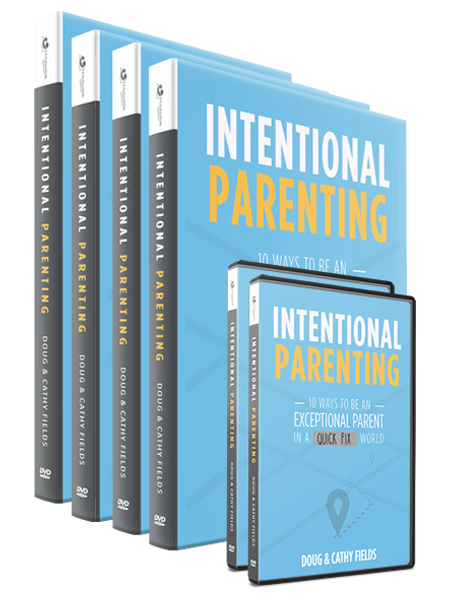 INTENTIONAL PARENTING
DOUG & CATHY FIELDS
DVD
INTENTIONAL PARENTING
DOUG & CATHY FIELDS
DVD
INTENTIONAL PARENTING
DOUG & CATHY FIELDS
DVD
INTENTIONAL PARENTING
DOUG & CATHY FIELDS
DVD
INTENTIONAL
PARENTING
10 WAYS TO BE AN
INTENTIONAL PARENTING
DOUG & CATHY FIELDS
INTENTIONAL PARENTING
DOUG & CATHY FIELDS
INTENTIONAL
PARENTING
10 WAYS TO BE AN
EXCEPTIONAL PARENT
IN A QUICK FIX WORLD
DOUG & CATHY FIELDS